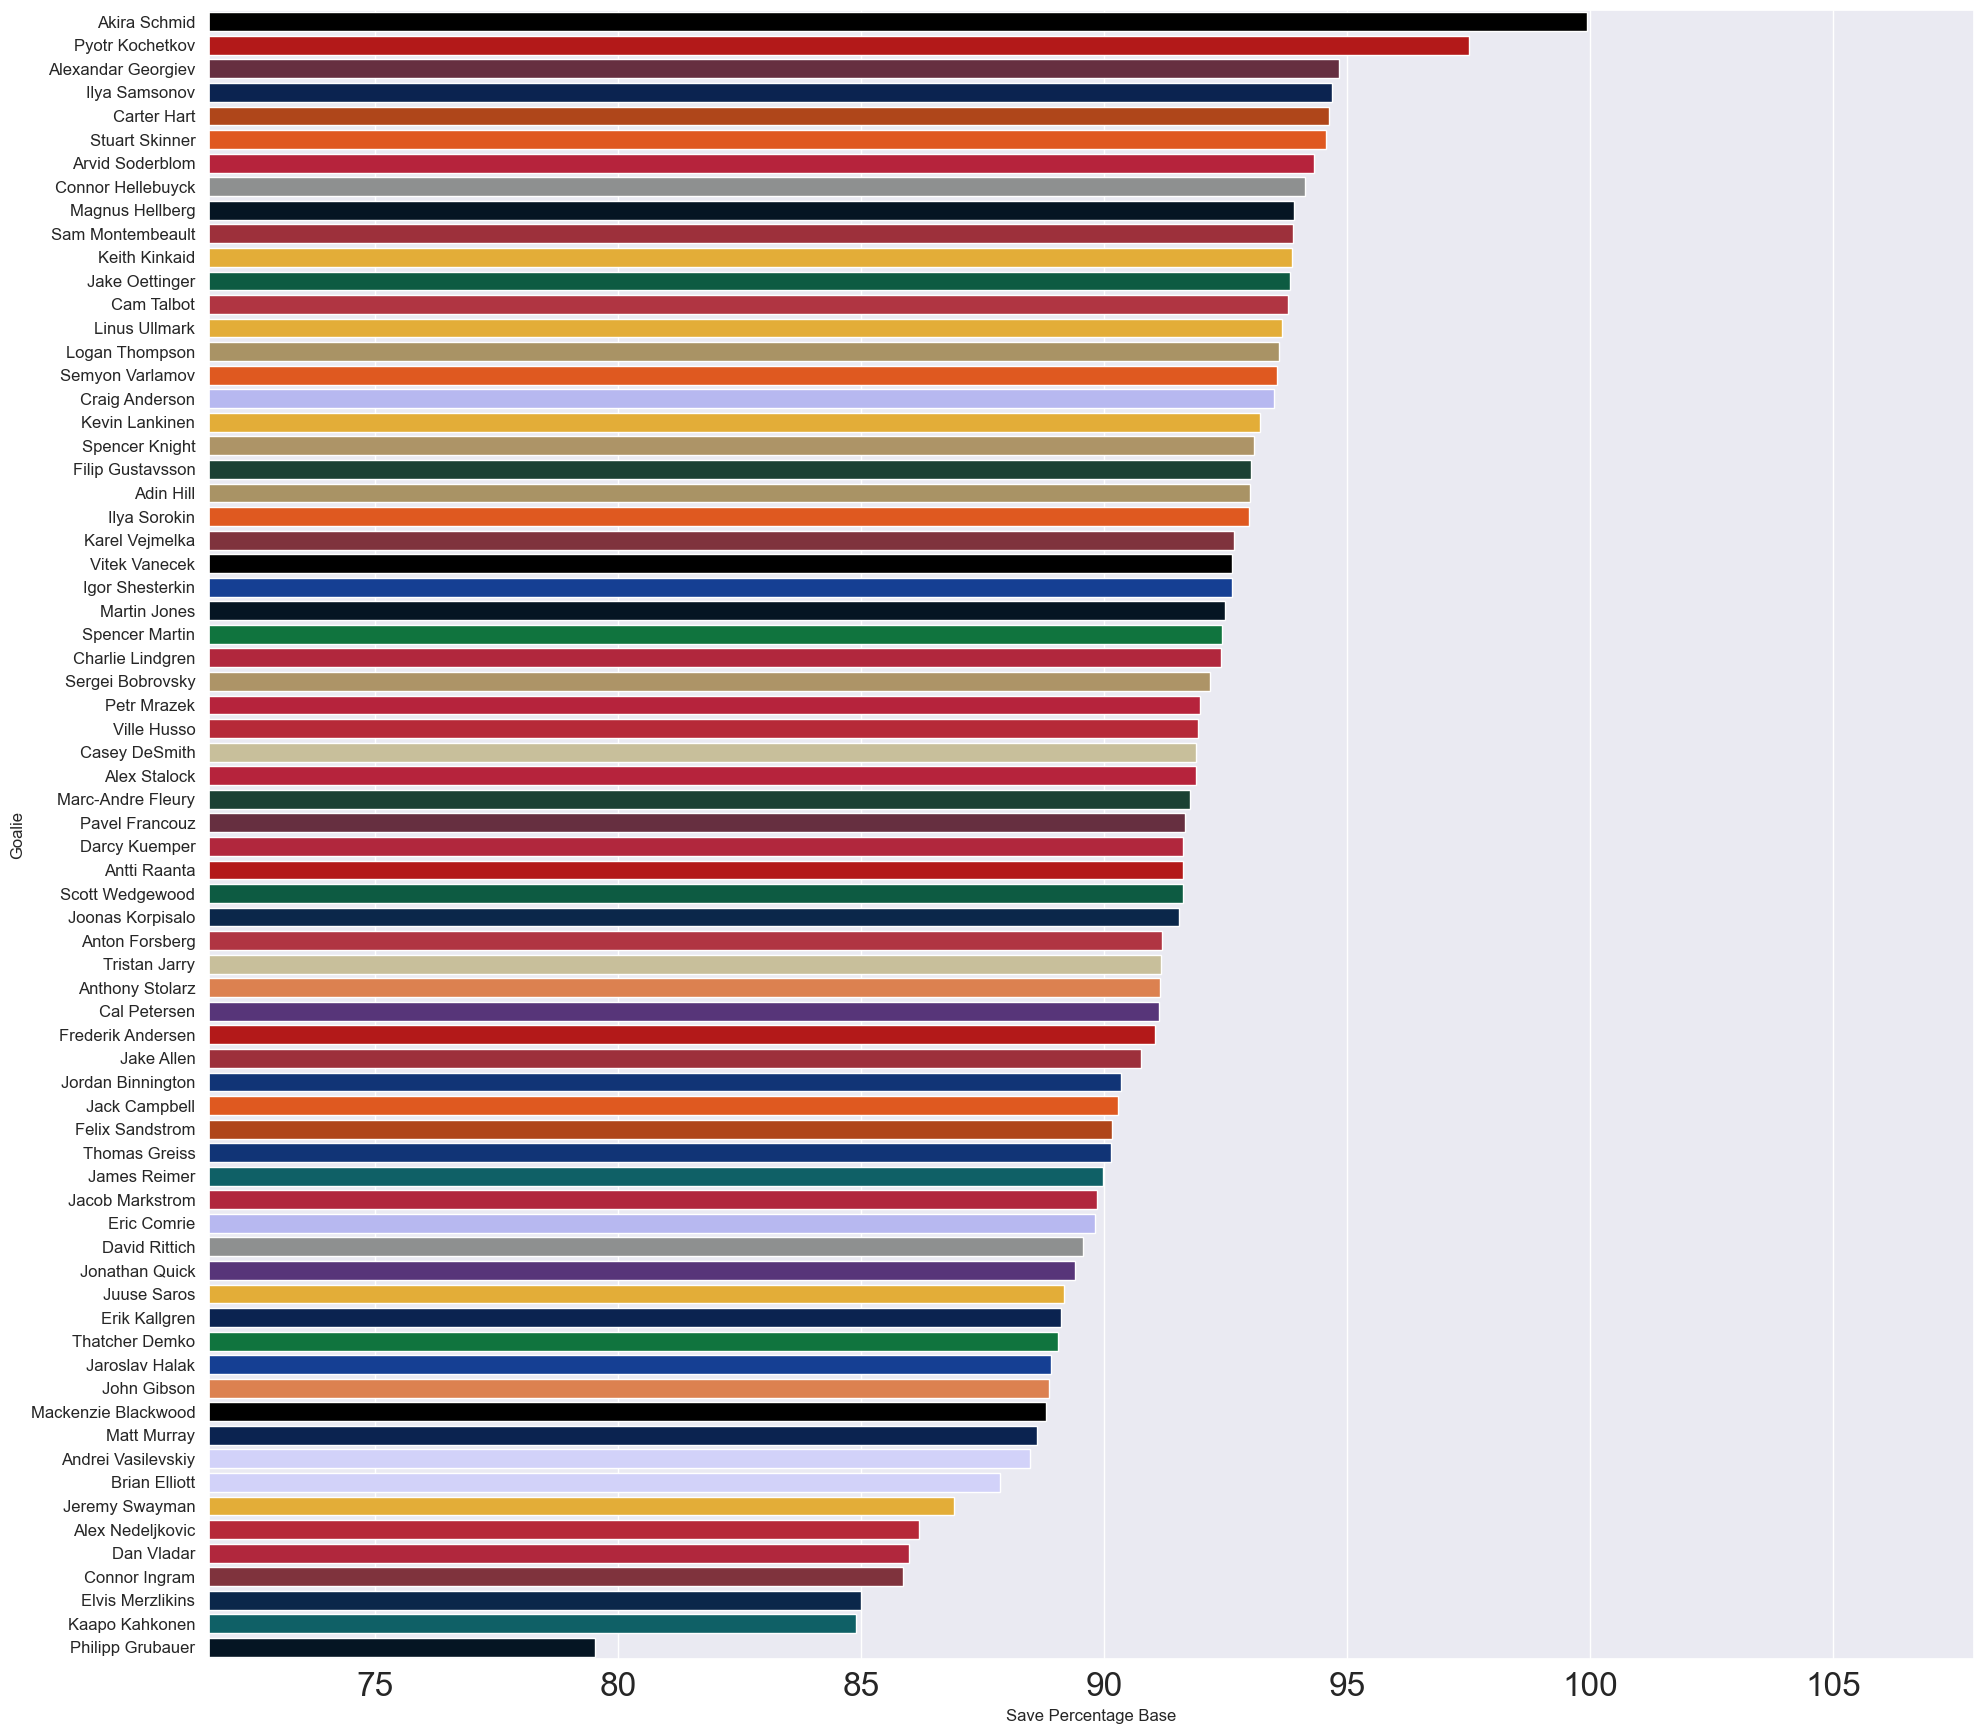 Akira Schmid
Pyotr Kochetkov
Alexandar Georgiev
Ilya Samsonov
Carter Hart
Stuart Skinner
Arvid Soderblom
Connor Hellebuyck
Magnus Hellberg
Sam Montembeault
Keith Kinkaid
Jake Oettinger
Cam Talbot
Linus Ullmark
Logan Thompson
Semyon Varlamov
Craig Anderson
Kevin Lankinen
Spencer Knight
Filip Gustavsson
Adin Hill
Ilya Sorokin
Karel Vejmelka
Vitek Vanecek
Igor Shesterkin
Martin Jones
Spencer Martin
Charlie Lindgren
Sergei Bobrovsky
Petr Mrazek
Ville Husso
Casey DeSmith
Alex Stalock
Marc-Andre Fleury
Pavel Francouz
Darcy Kuemper
Antti Raanta
Scott Wedgewood
Joonas Korpisalo
Anton Forsberg
Tristan Jarry
Anthony Stolarz
Cal Petersen
Frederik Andersen
Jake Allen
Jordan Binnington
Jack Campbell
Felix Sandstrom
Thomas Greiss
James Reimer
Jacob Markstrom
Eric Comrie
David Rittich
Jonathan Quick
Juuse Saros
Erik Kallgren
Thatcher Demko
Jaroslav Halak
John Gibson
Mackenzie Blackwood
Matt Murray
Andrei Vasilevskiy
Brian Elliott
Jeremy Swayman
Alex Nedeljkovic
Dan Vladar
Connor Ingram
Elvis Merzlikins
Kaapo Kahkonen
Philipp Grubauer
Goalie
75 80 85 90 95 100 105
Save Percentage Base